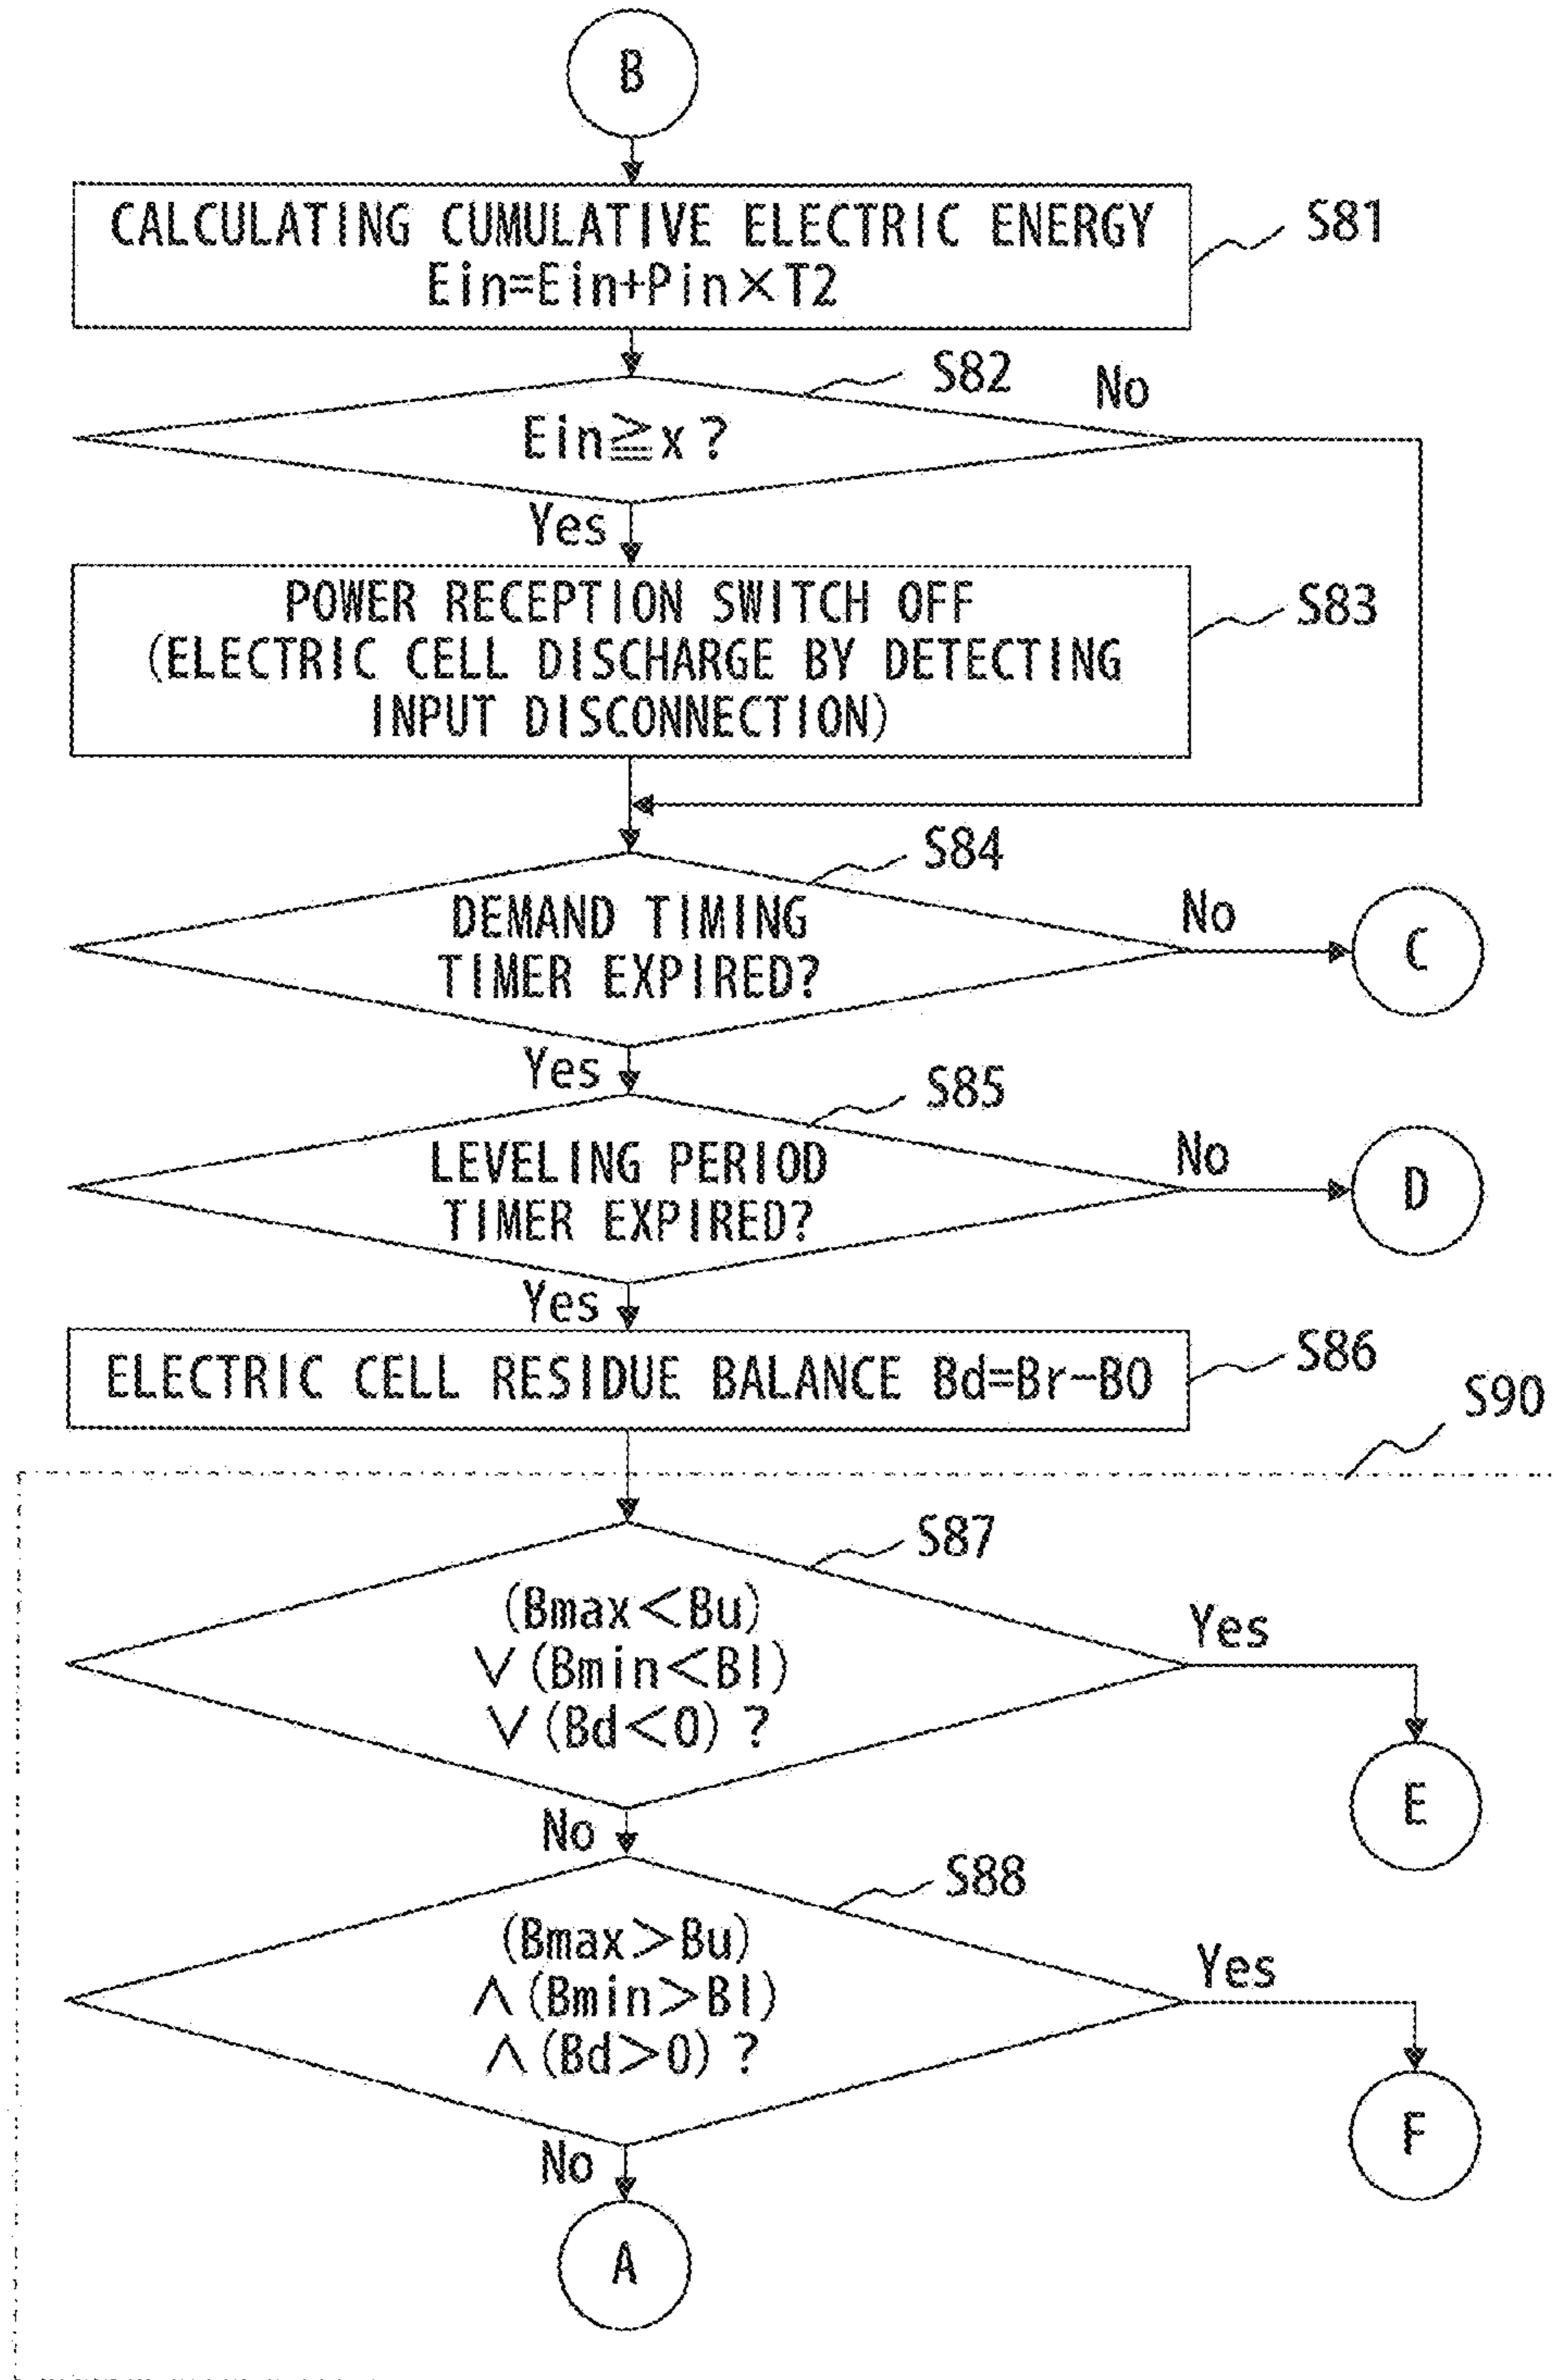 B
CALCULATING CUMULATIVE ELECTRIC ENERGY
Ein=Ein+Pin×T2
S81
S82
No
Ein≧x?
Yes
POWER RECEPTION SWITCH OFF
(ELECTRIC CELL DISCHARGE BY DETECTING
INPUT DISCONNECTION)
S83
S84
DEMAND TIMING
TIMER EXPIRED?
No
C
Yes
S85
LEVELING PERIOD
TIMER EXPIRED?
No
D
Yes
ELECTRIC CELL RESIDUE BALANCE Bd=Br-B0
S86
S90
S87
(Bmax<Bu)
∨(Bmin<Bl)
∨(Bd<0)?
Yes
E
No
S88
(Bmax>Bu)
∧(Bmin>Bl)
∧(Bd>0)?
Yes
F
No
A